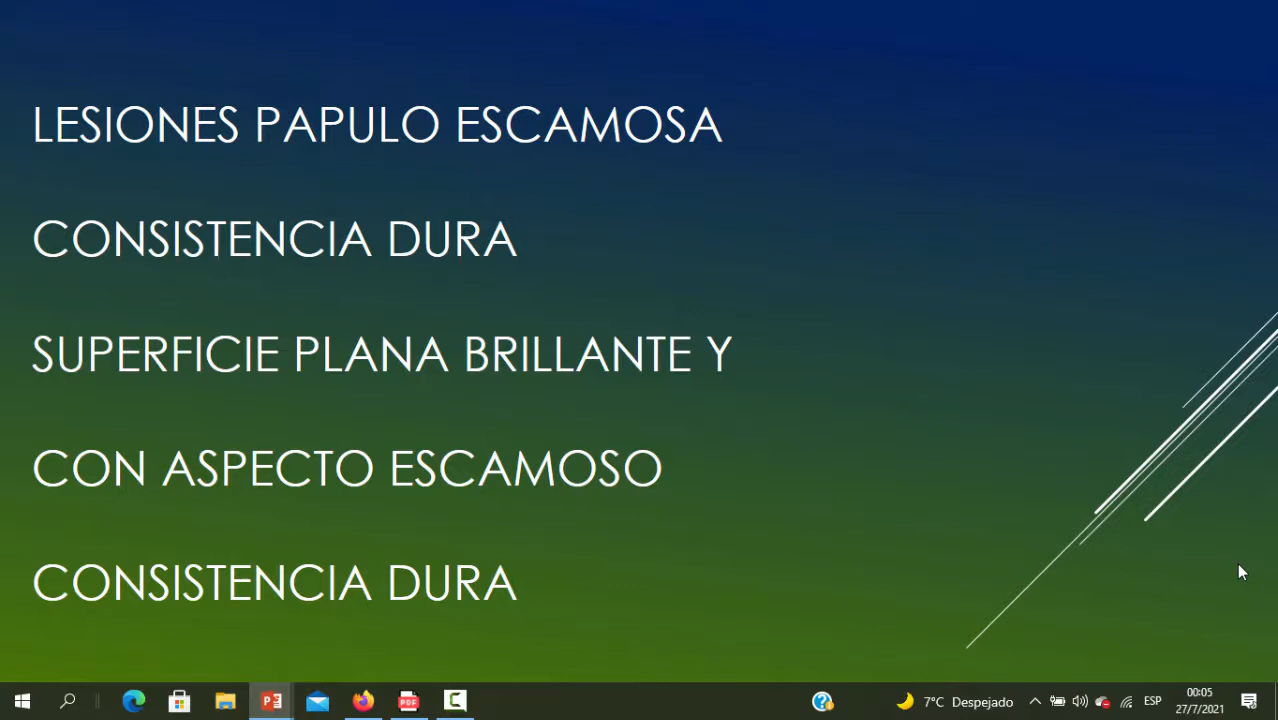 LESIONES PAPULO ESCAMOSA
CONSISTENCIA DURA
SUPERFICIE PLANA BRILLANTE Y
CON ASPECTO ESCAMOSO
CONSISTENCIA DURA
7°C Despejado
ESP
00:05
27/7/2021